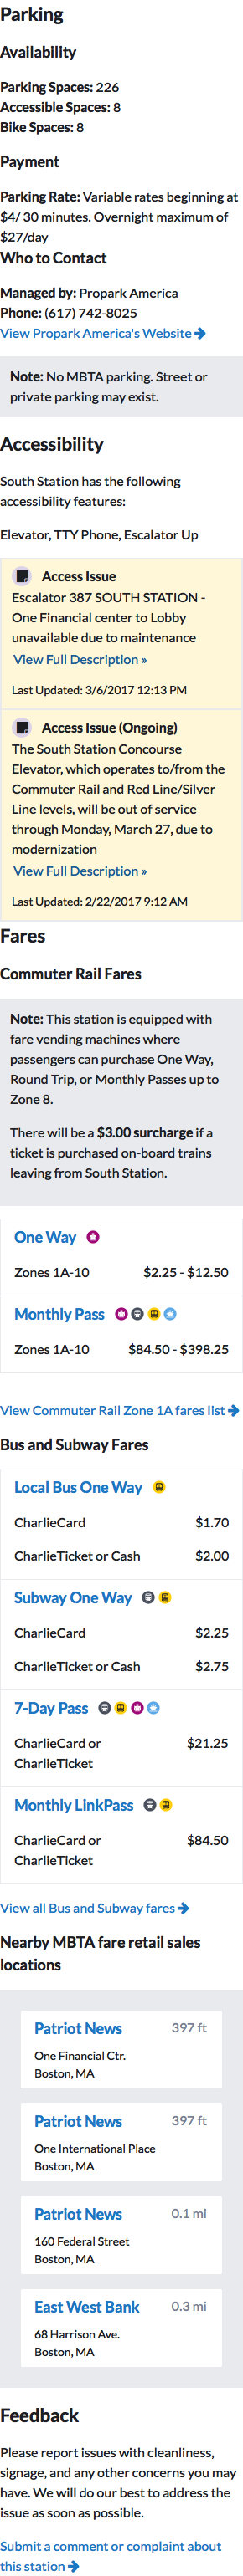 Parking
Availability
Parking Spaces: 226
Accessible Spaces: 8
Bike Spaces: 8
Payment
Parking Rate: Variable rates beginning at
$4/ 30 minutes. Overnight maximum of
$27/day
Who to Contact
Managed by: Propark America
Phone: (617) 742-8025
View Propark America's Website
Note: No MBTA parking. Street or
private parking may exist.
Accessibility
South Station has the following
accessibility features:
Elevator, TTY Phone, Escalator Up
Access Issue
Escalator 387 SOUTH STATION -
One Financial center to Lobby
unavailable due to maintenance
View Full Description »
Last Updated: 3/6/2017 12:13 PM
Access Issue (Ongoing)
The South Station Concourse
Elevator, which operates to/from the
Commuter Rail and Red Line/Silver
Line levels, will be out of service
through Monday, March 27, due to
modernization
View Full Description »
Last Updated: 2/22/2017 9:12 AM
Fares
Commuter Rail Fares
Note: This station is equipped with
fare vending machines where
passengers can purchase One Way,
Round Trip, or Monthly Passes up to
Zone 8.
There will be a $3.00 surcharge if a
ticket is purchased on-board trains
leaving from South Station.
One Way
Zones 1A-10 $2.25 - $12.50
Monthly Pass
Zones 1A-10 $84.50 - $398.25
View Commuter Rail Zone 1A fares list
Bus and Subway Fares
Local Bus One Way
CharlieCard $1.70
CharlieTicket or Cash $2.00
Subway One Way
CharlieCard $2.25
CharlieTicket or Cash $2.75
7-Day Pass
CharlieCard or $21.25
CharlieTicket
Monthly LinkPass
CharlieCard or $84.50
CharlieTicket
View all Bus and Subway fares
Nearby MBTA fare retail sales
locations
Patriot News 397 ft
One Financial Ctr.
Boston, MA
Patriot News 397 ft
One International Place
Boston, MA
Patriot News 0.1 mi
160 Federal Street
Boston, MA
East West Bank 0.3 mi
68 Harrison Ave.
Boston, MA
Feedback
Please report issues with cleanliness,
signage, and any other concerns you may
have. We will do our best to address the
issue as soon as possible.
Submit a comment or complaint about
this station